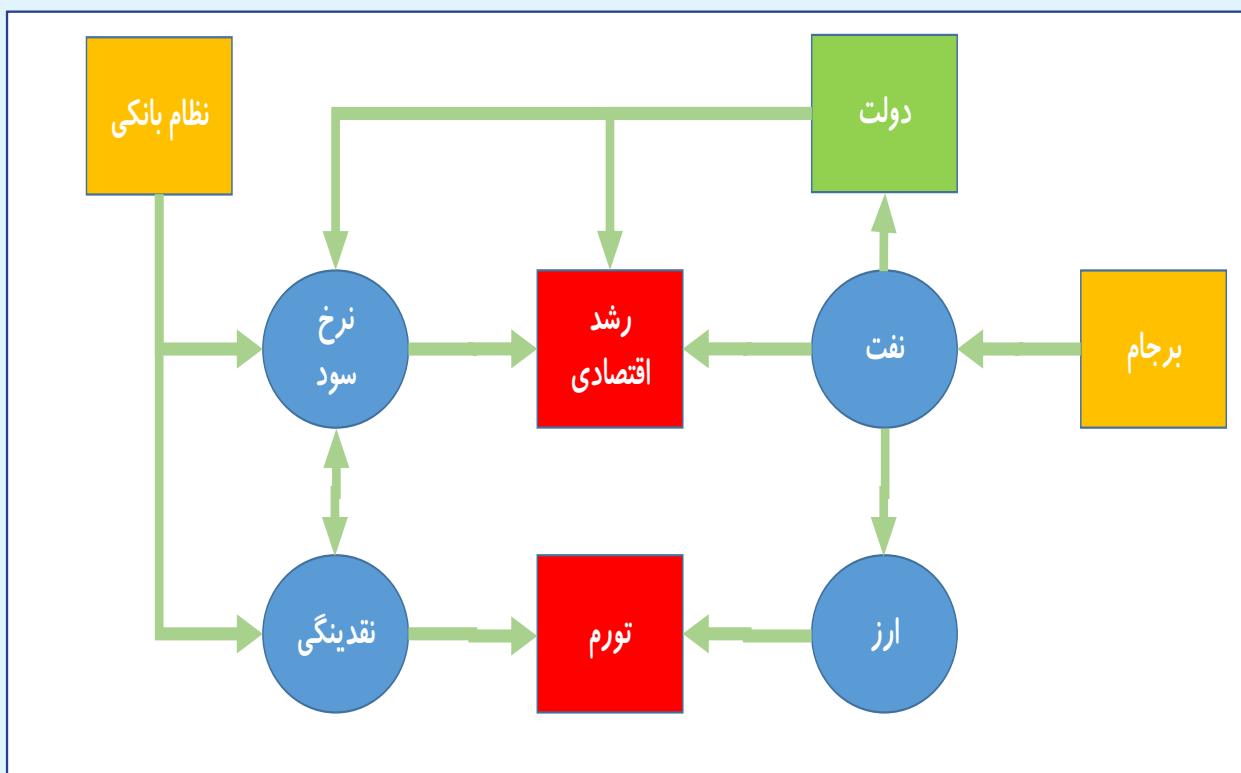 دولت
نظام بانکی
برجام
نفت
رشد
اقتصادی
نرخ
سود
ارز
تورم
نقدینگی